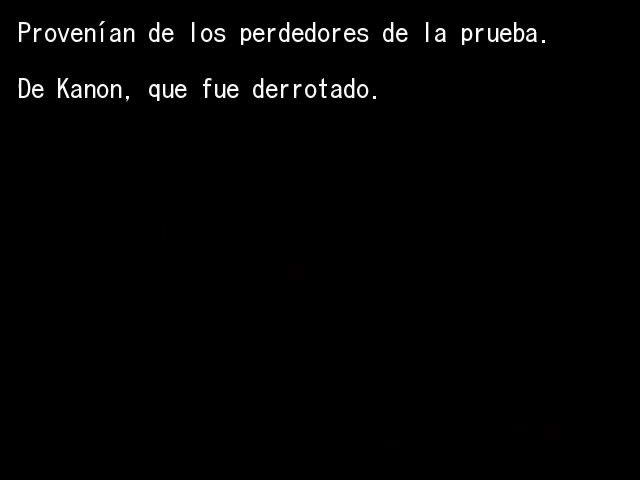 Provenían de los perdedores de la prueba.
De Kanon, que fue derrotado.